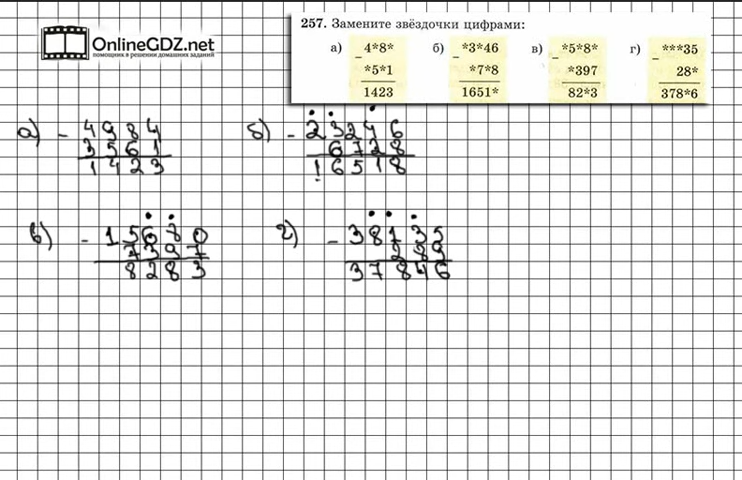 OnlineGDZ.net
помощник в решении домашних заданий
257. Замените звёздочки цифрами:
а) 4*8* б) *3*46 в) *5*8* г) ***35
- *5*1 - *7*8 - *397 - 28*
1423 1651* 82*3 378*6
а) - 4984 б) - 23246
3561 6728
1423 16518
в) - 15680 г) - 38135
7397 289
8283 37846